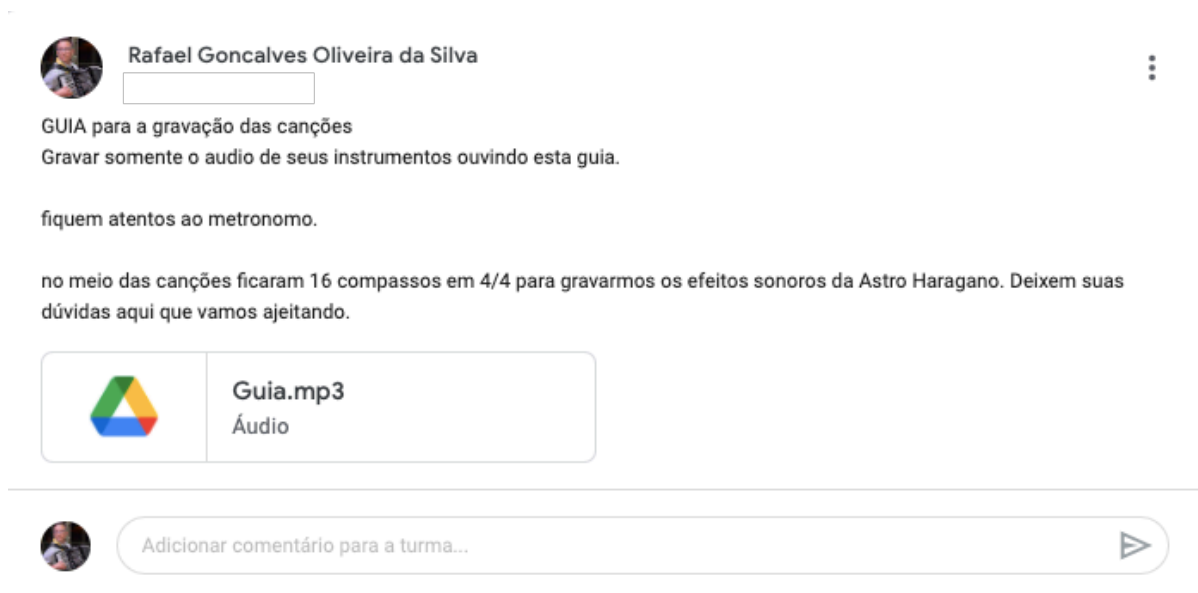 Rafael Goncalves Oliveira da Silva
GUIA para a gravação das canções
Gravar somente o audio de seus instrumentos ouvindo esta guia.
fiquem atentos ao metronomo.
no meio das canções ficaram 16 compassos em 4/4 para gravarmos os efeitos sonoros da Astro Haragano. Deixem suas
dúvidas aqui que vamos ajeitando.
Guia.mp3
Áudio
Adicionar comentário para a turma...